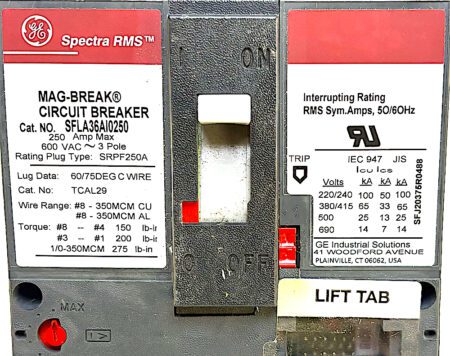 GE Spectra RMS™
MAG-BREAK®
CIRCUIT BREAKER
Cat. NO. SFLA36AI0250
250 Amp Max
600 VAC ~ 3 Pole
Rating Plug Type: SRPF250A
Lug Data: 60/75DEG C WIRE
Cat. No: TCAL29
Wire Range: #8 - 350MCM CU
#8 - 350MCM AL
Torque: #8 -- #4 150 lb-in
#3 -- #1 200 lb-in
1/0-350MCM 275 lb-in
MAX
I >
I ON
O OFF
TRIP
Interrupting Rating
RMS Sym.Amps, 50/60Hz
RU
IEC 947 JIS
Icu Ics
Volts kA kA kA
220/240 100 50 100
380/415 65 33 65
500 25 13 25
690 14 7 14
SFJ20375R0488
GE Industrial Solutions
41 WOODFORD AVENUE
PLAINVILLE, CT 06062, USA
LIFT TAB